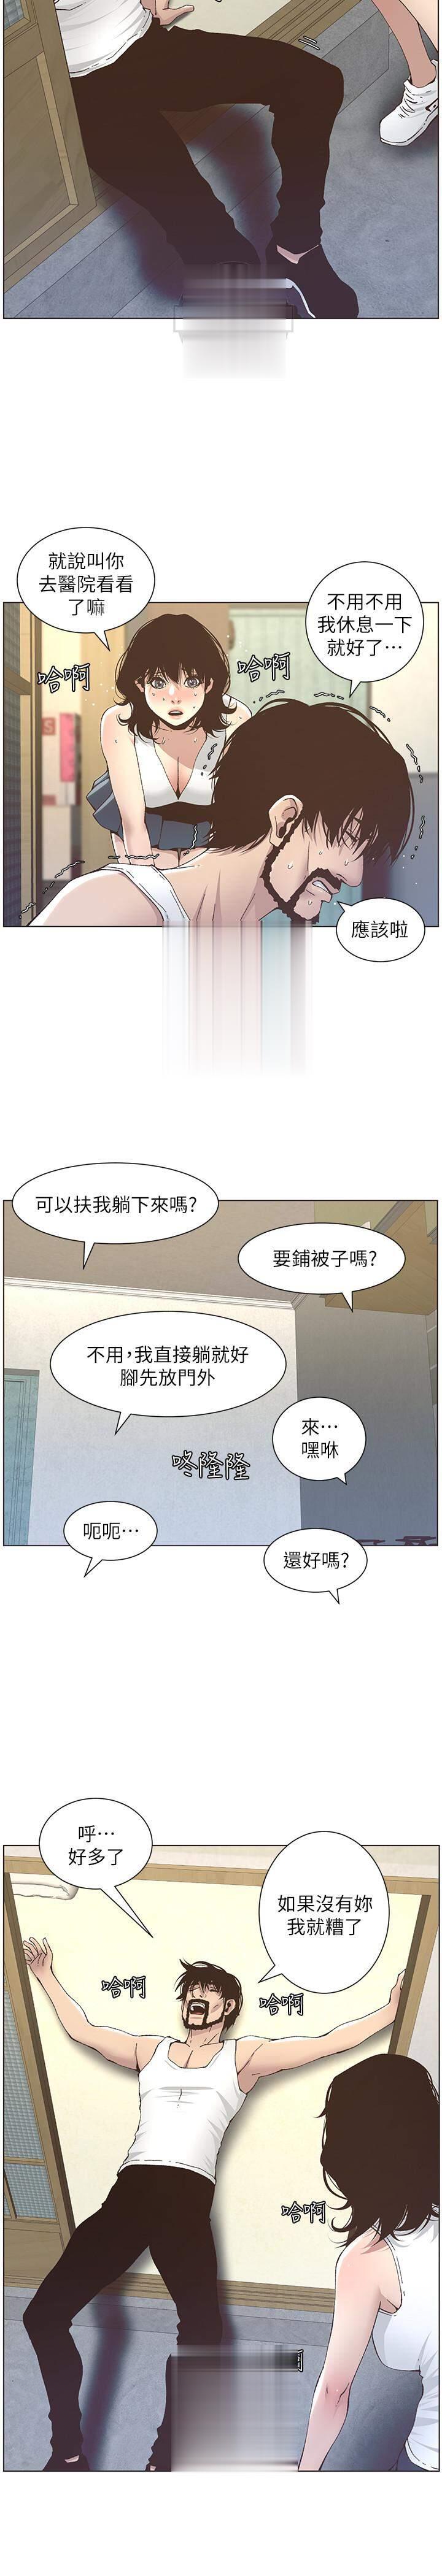 就說叫你
去醫院看看
了嘛
不用不用
我休息一下
就好了⋯
哈啊
哈啊
應該啦
可以扶我躺下來嗎?
要鋪被子嗎?
不用,我直接躺就好
腳先放門外
來⋯
嘿咻
咚隆隆
呃呃⋯
還好嗎?
呼⋯
好多了
如果沒有妳
我就糟了
哈啊
哈啊
哈啊